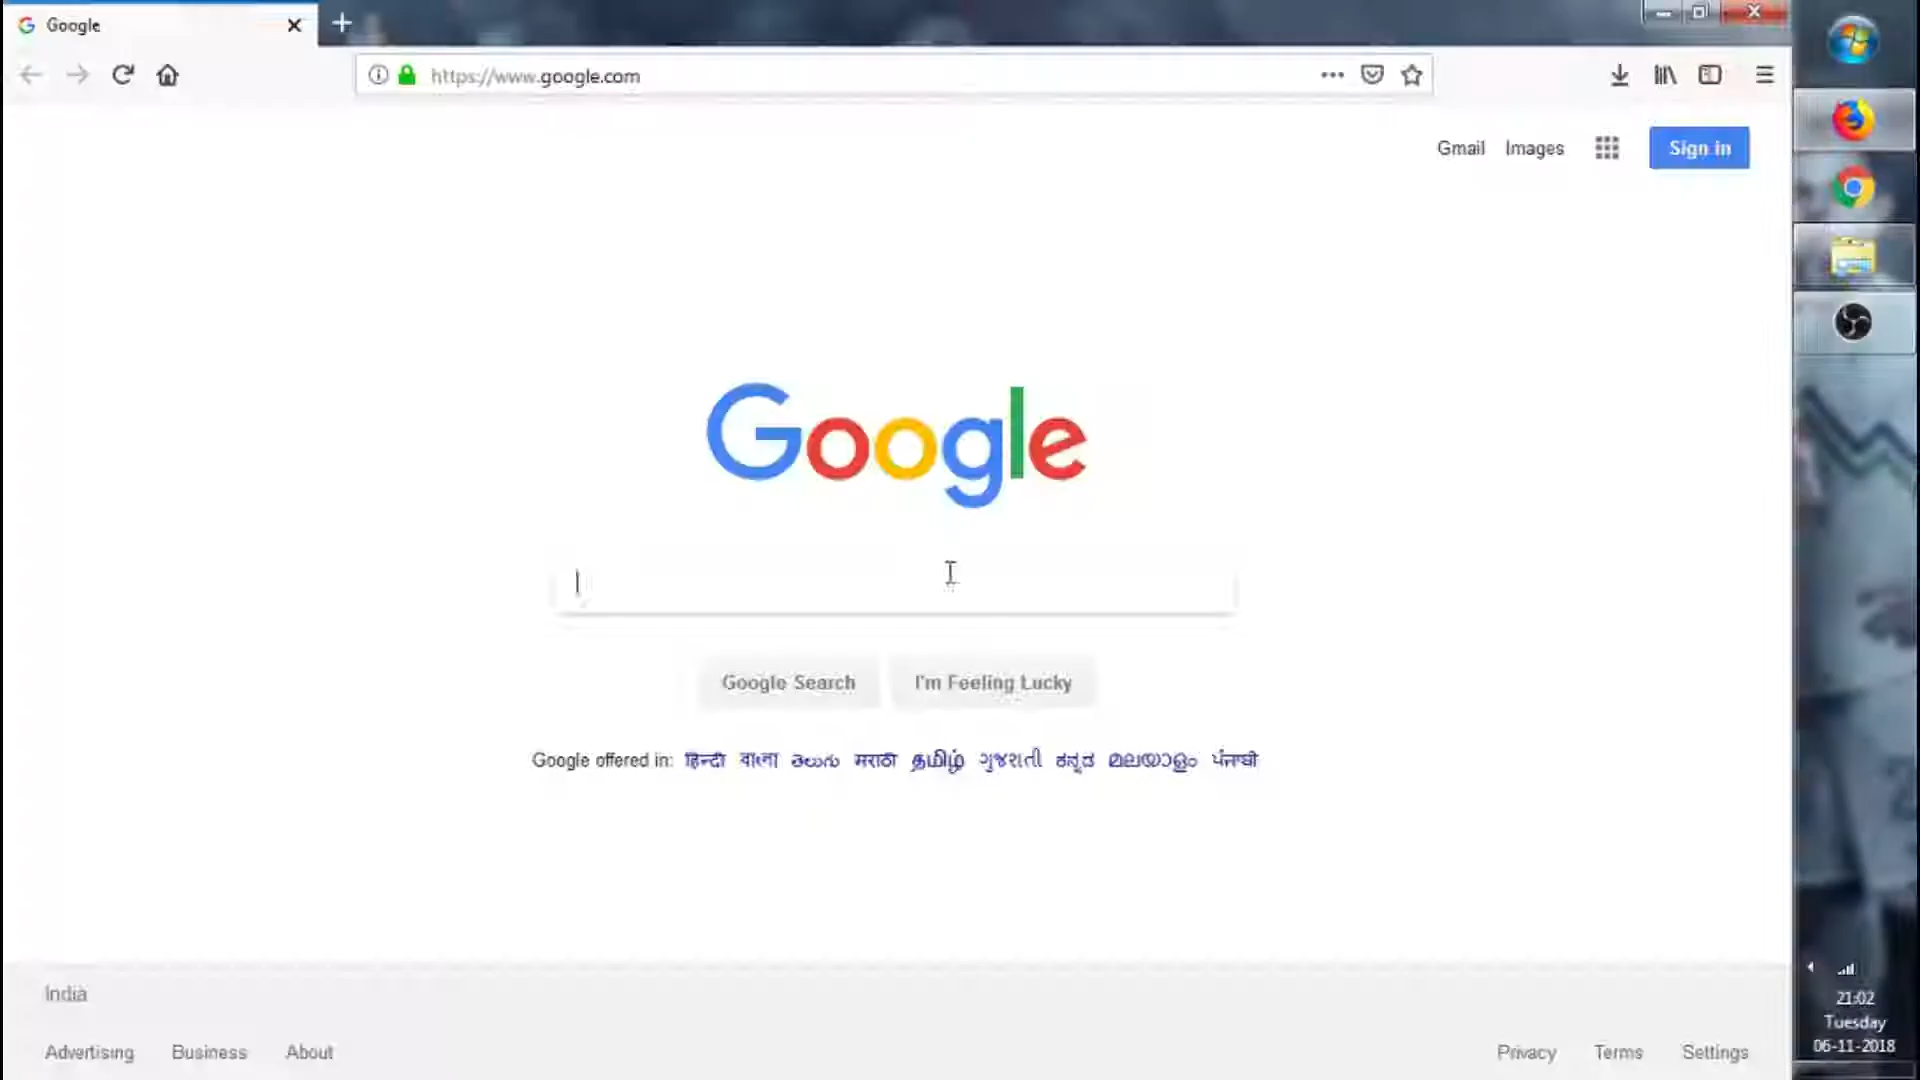 Google
https://www.google.com
Gmail Images Sign in
Google
Google Search I'm Feeling Lucky
Google offered in: हिन्दी বাংলা తెలుగు मराठी தமிழ் ગુજરાતી ಕನ್ನಡ മലയാളം ਪੰਜਾਬੀ
India
Advertising Business About
Privacy Terms Settings
21:02
Tuesday
06-11-2018